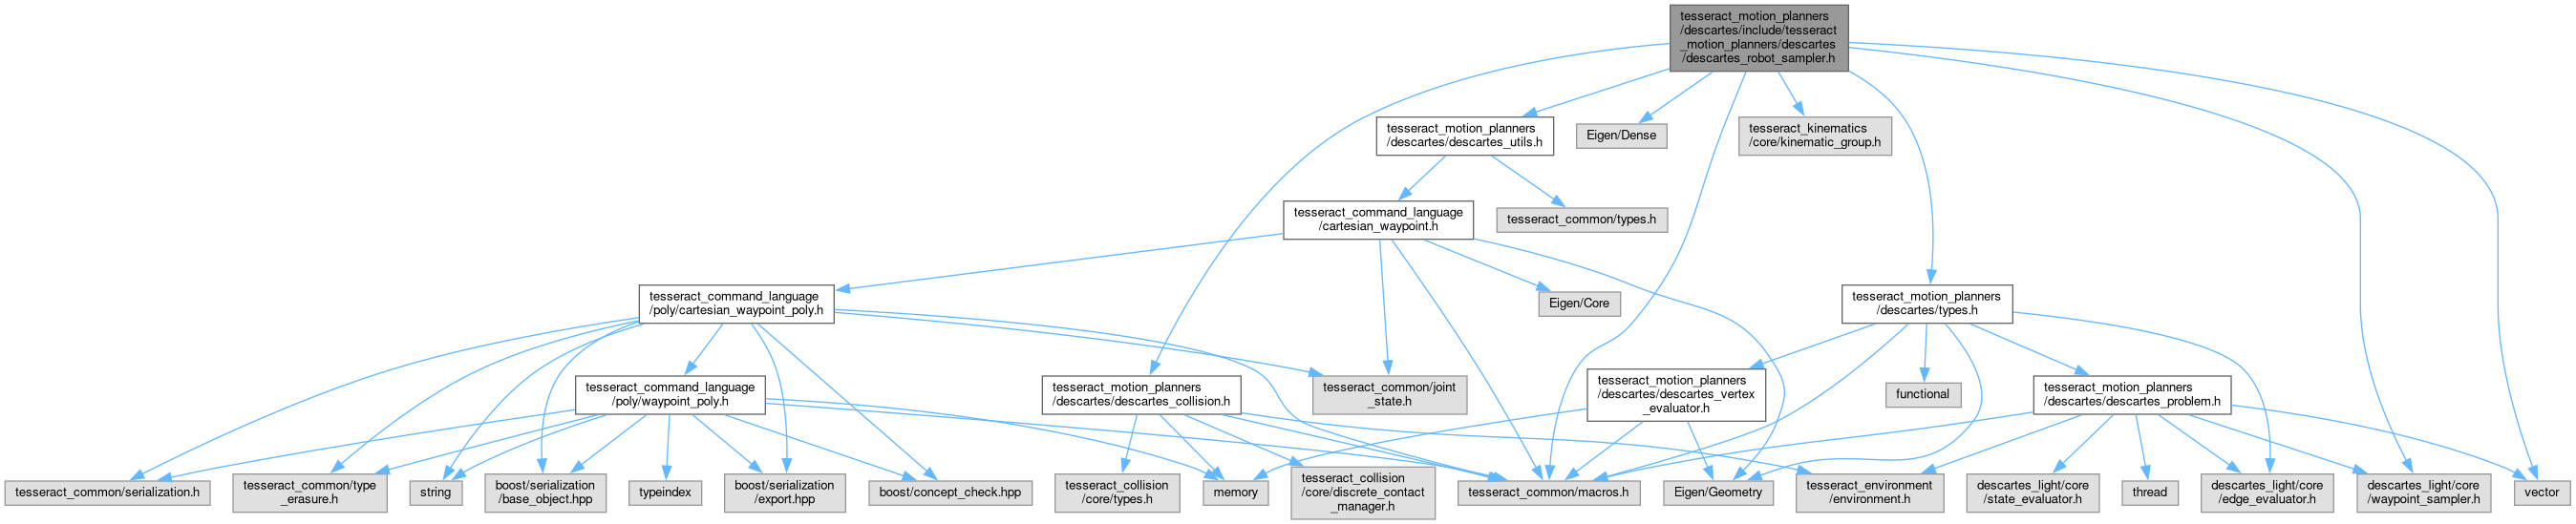 tesseract_motion_planners
/descartes/include/tesseract
_motion_planners/descartes
/descartes_robot_sampler.h
tesseract_motion_planners
/descartes/descartes_utils.h
Eigen/Dense
tesseract_kinematics
/core/kinematic_group.h
tesseract_command_language
/cartesian_waypoint.h
tesseract_common/types.h
tesseract_command_language
/poly/cartesian_waypoint_poly.h
Eigen/Core
tesseract_motion_planners
/descartes/types.h
tesseract_command_language
/poly/waypoint_poly.h
tesseract_motion_planners
/descartes/descartes_collision.h
tesseract_common/joint
_state.h
tesseract_motion_planners
/descartes/descartes_vertex
_evaluator.h
functional
tesseract_motion_planners
/descartes/descartes_problem.h
tesseract_common/serialization.h
tesseract_common/type
_erasure.h
string
boost/serialization
/base_object.hpp
typeindex
boost/serialization
/export.hpp
boost/concept_check.hpp
tesseract_collision
/core/types.h
memory
tesseract_collision
/core/discrete_contact
_manager.h
tesseract_common/macros.h
Eigen/Geometry
tesseract_environment
/environment.h
descartes_light/core
/state_evaluator.h
thread
descartes_light/core
/edge_evaluator.h
descartes_light/core
/waypoint_sampler.h
vector